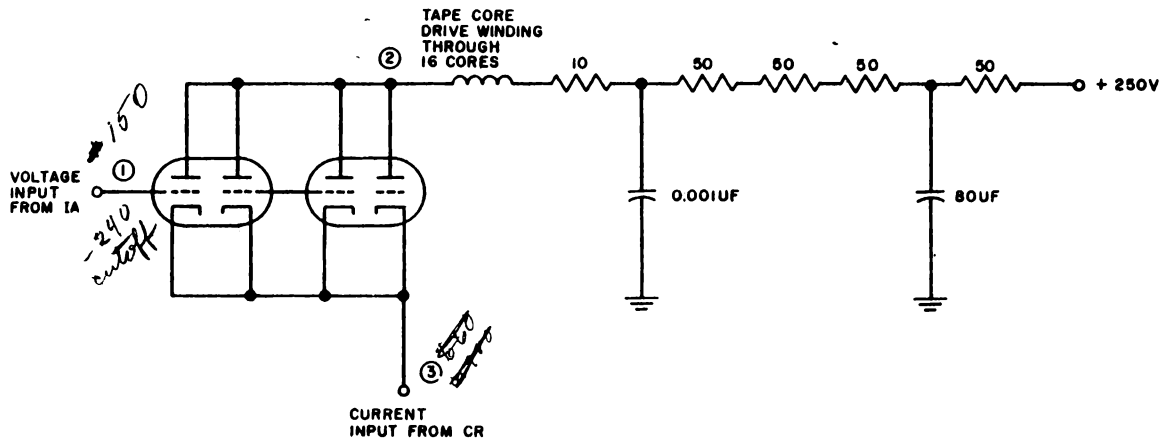 TAPE CORE
DRIVE WINDING
THROUGH
16 CORES
②
10
50
50
50
50
+ 250V
150
①
VOLTAGE
INPUT
FROM IA
-240
cutoff
0.001UF
80UF
③
CURRENT
INPUT FROM CR